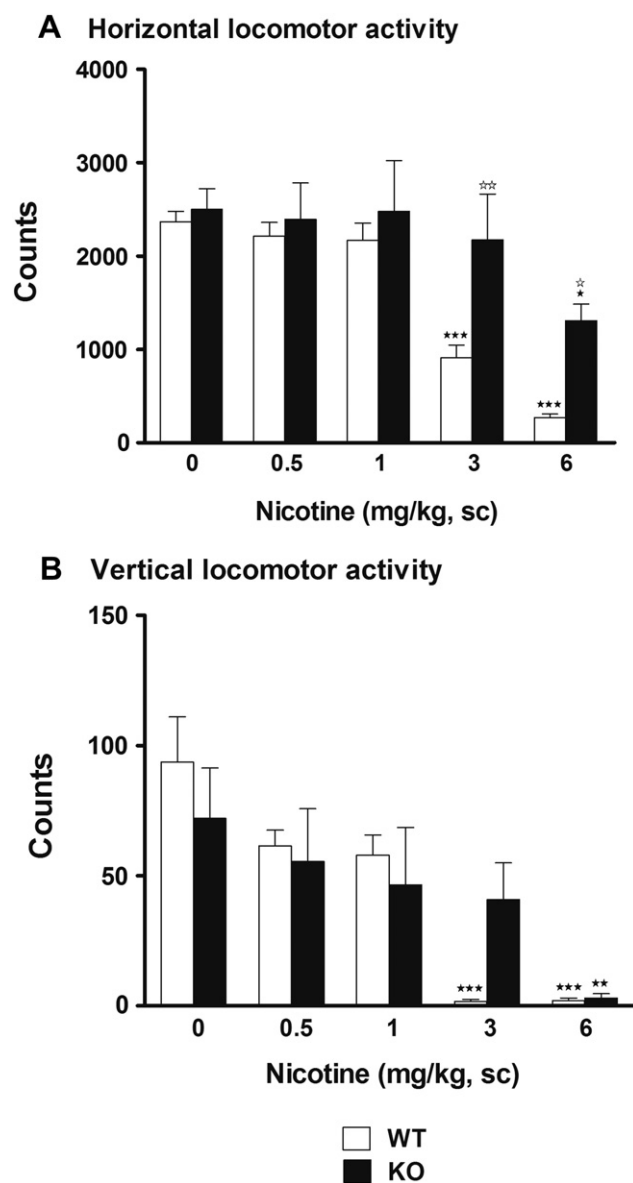 A Horizontal locomotor activity
4000
3000
2000
1000
0
Counts
☆☆
★★★
☆
★
★★★
0 0.5 1 3 6
Nicotine (mg/kg, sc)
B Vertical locomotor activity
150
100
50
0
Counts
★★★ ★★★ ★★
0 0.5 1 3 6
Nicotine (mg/kg, sc)
WT
KO